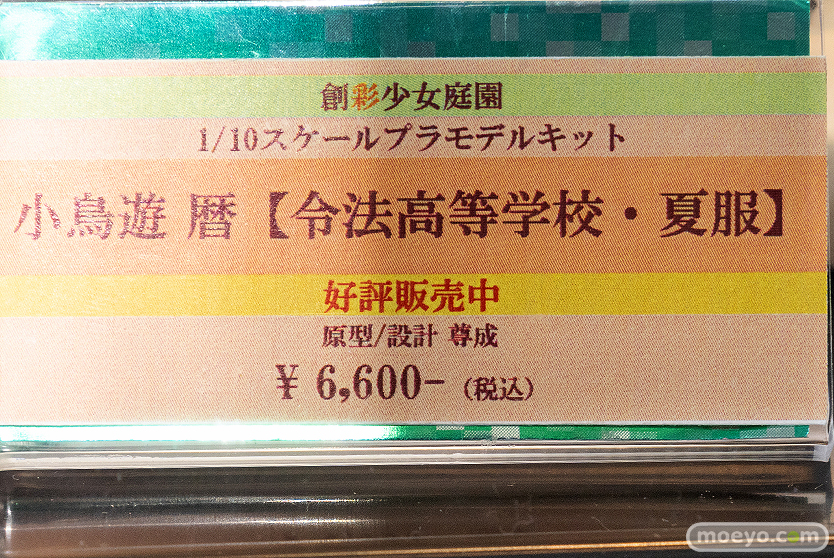 創彩少女庭園
1/10スケールプラモデルキット
小鳥遊 暦【令法高等学校・夏服】
好評販売中
原型/設計 尊成
¥ 6,600- (税込)
moeyo.com